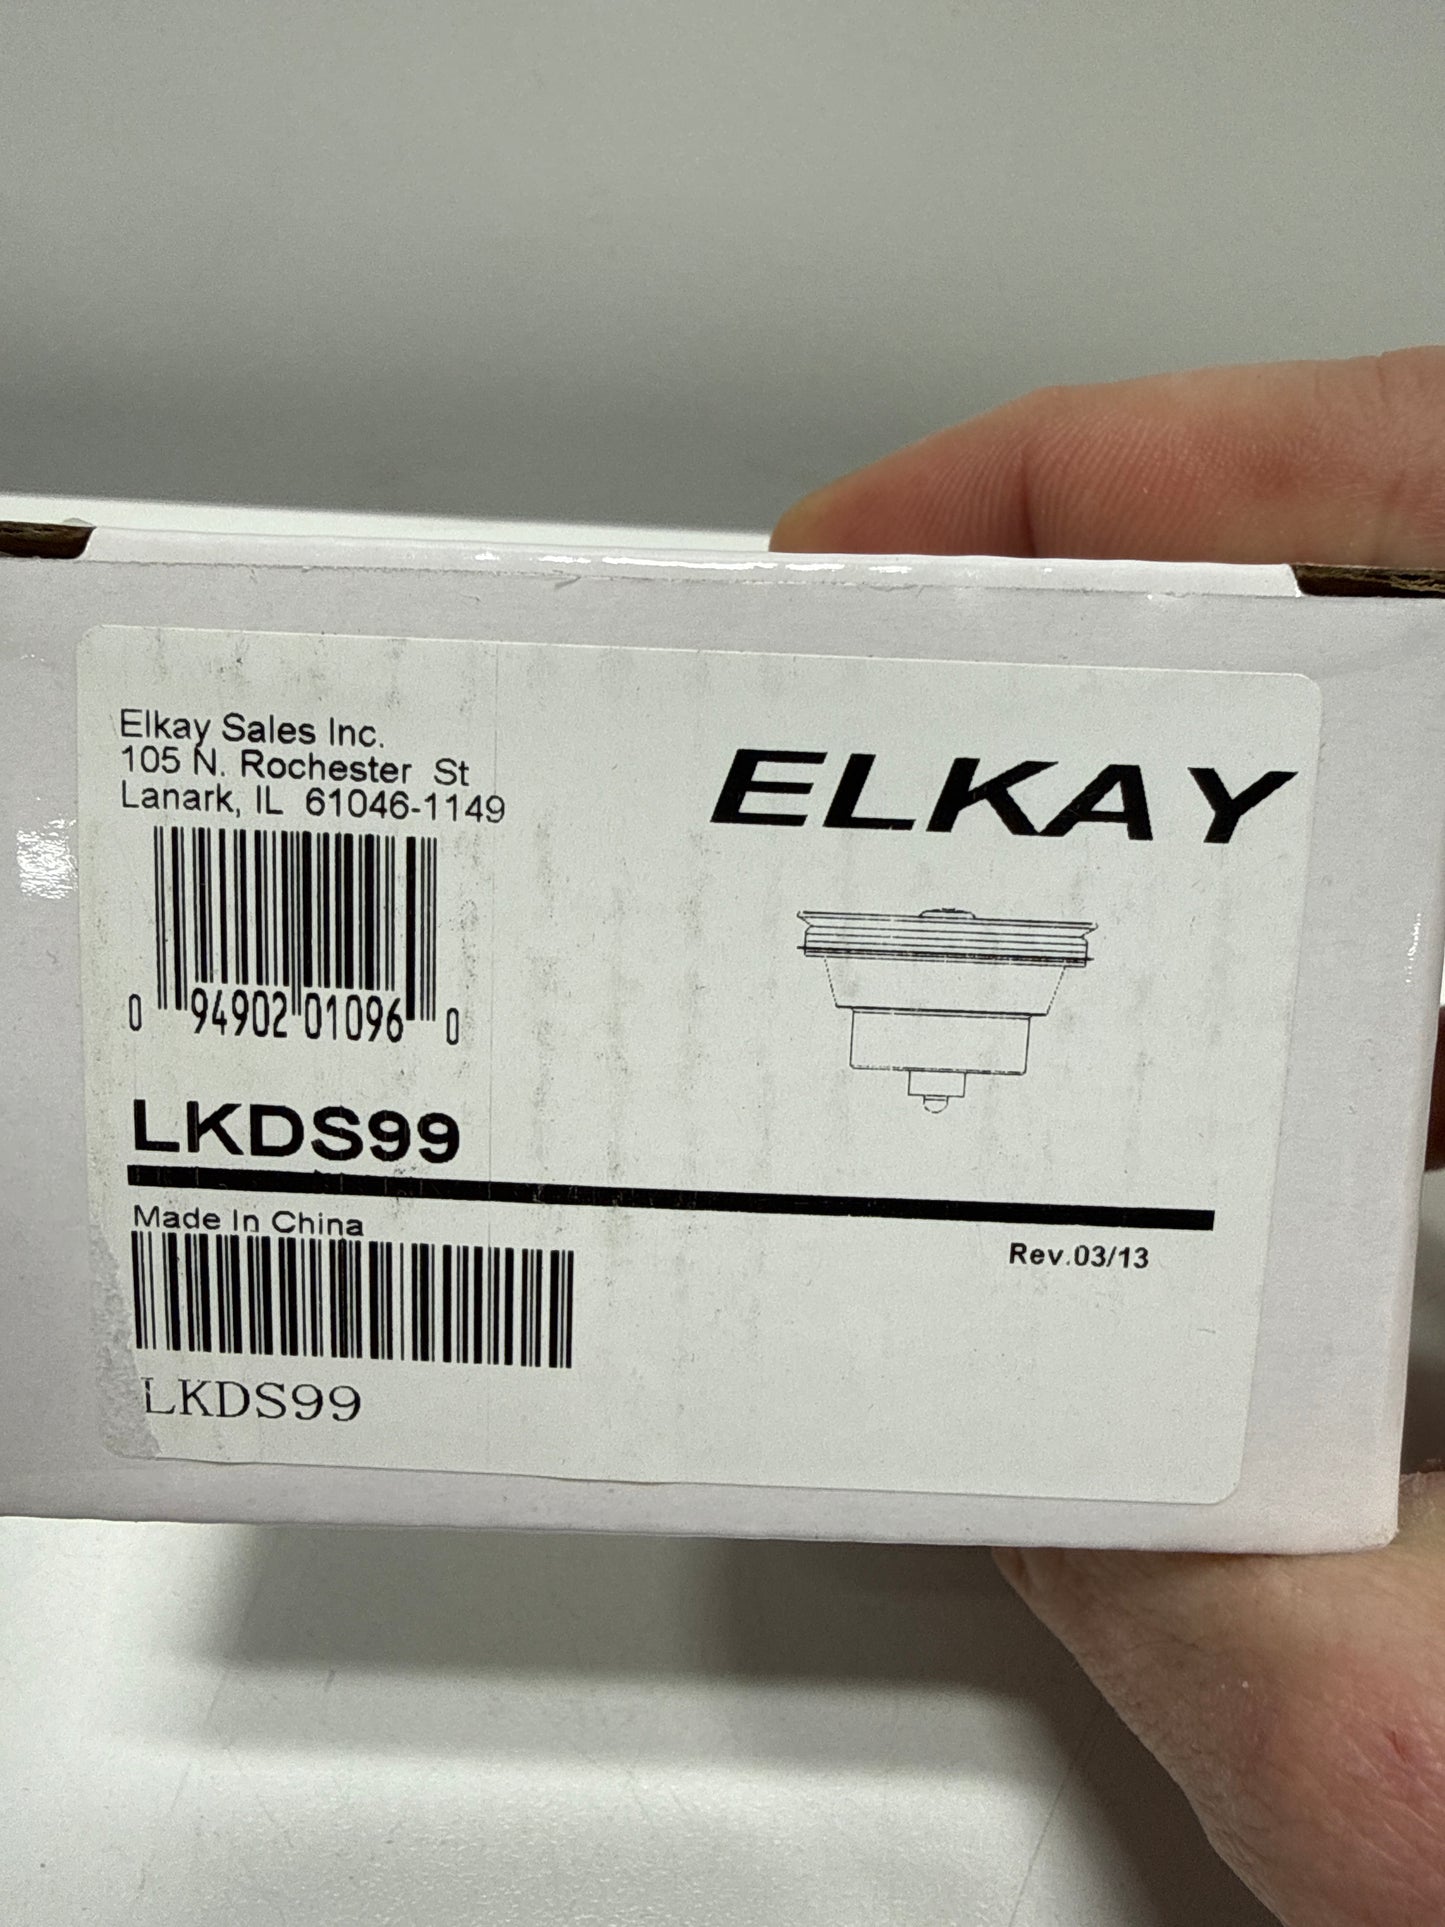 Elkay Sales Inc.
105 N. Rochester St
Lanark, IL 61046-1149
ELKAY
0 94902 01096 0
LKDS99
Made In China
Rev.03/13
LKDS99